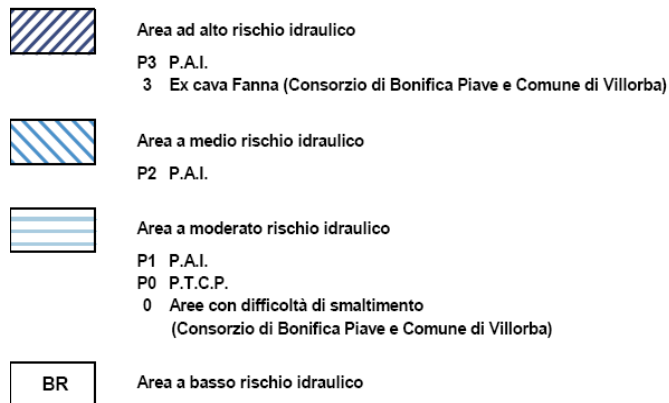 Area ad alto rischio idraulico
P3 P.A.I.
3 Ex cava Fanna (Consorzio di Bonifica Piave e Comune di Villorba)
Area a medio rischio idraulico
P2 P.A.I.
Area a moderato rischio idraulico
P1 P.A.I.
P0 P.T.C.P.
0 Aree con difficoltà di smaltimento
(Consorzio di Bonifica Piave e Comune di Villorba)
BR Area a basso rischio idraulico